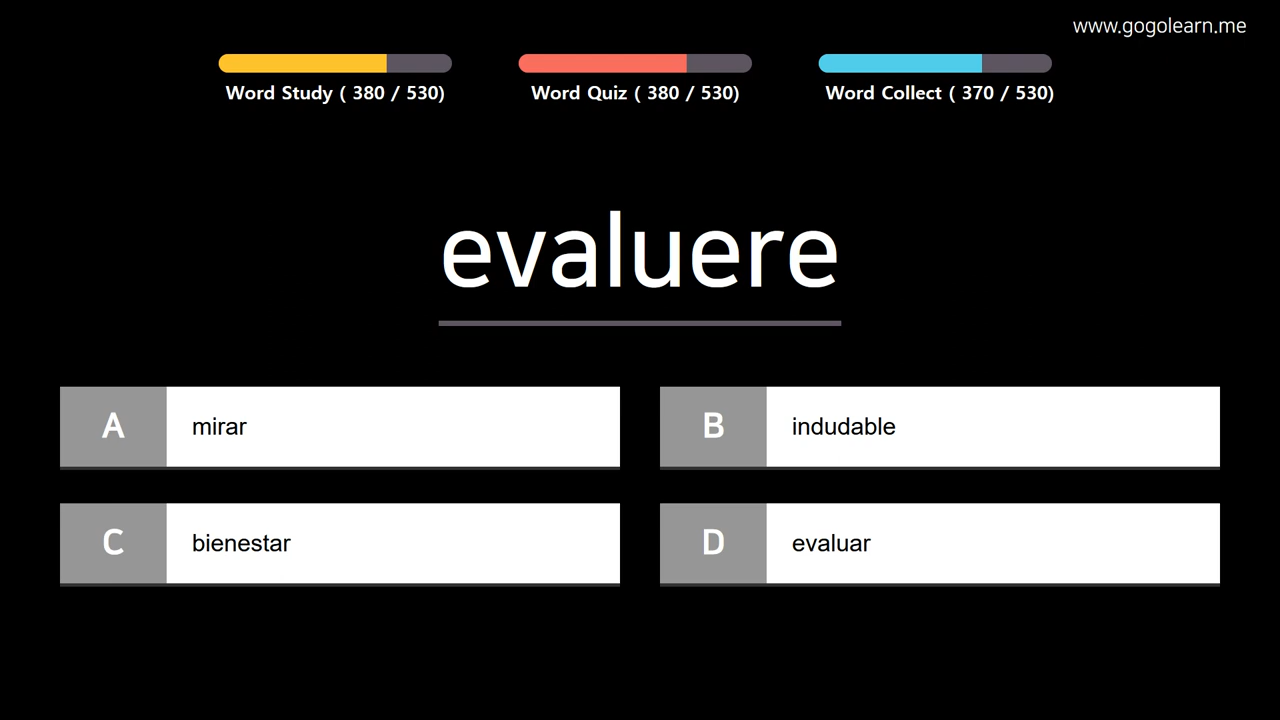 www.gogolearn.me
Word Study ( 380 / 530)
Word Quiz ( 380 / 530)
Word Collect ( 370 / 530)
evaluere
A mirar
B indudable
C bienestar
D evaluar